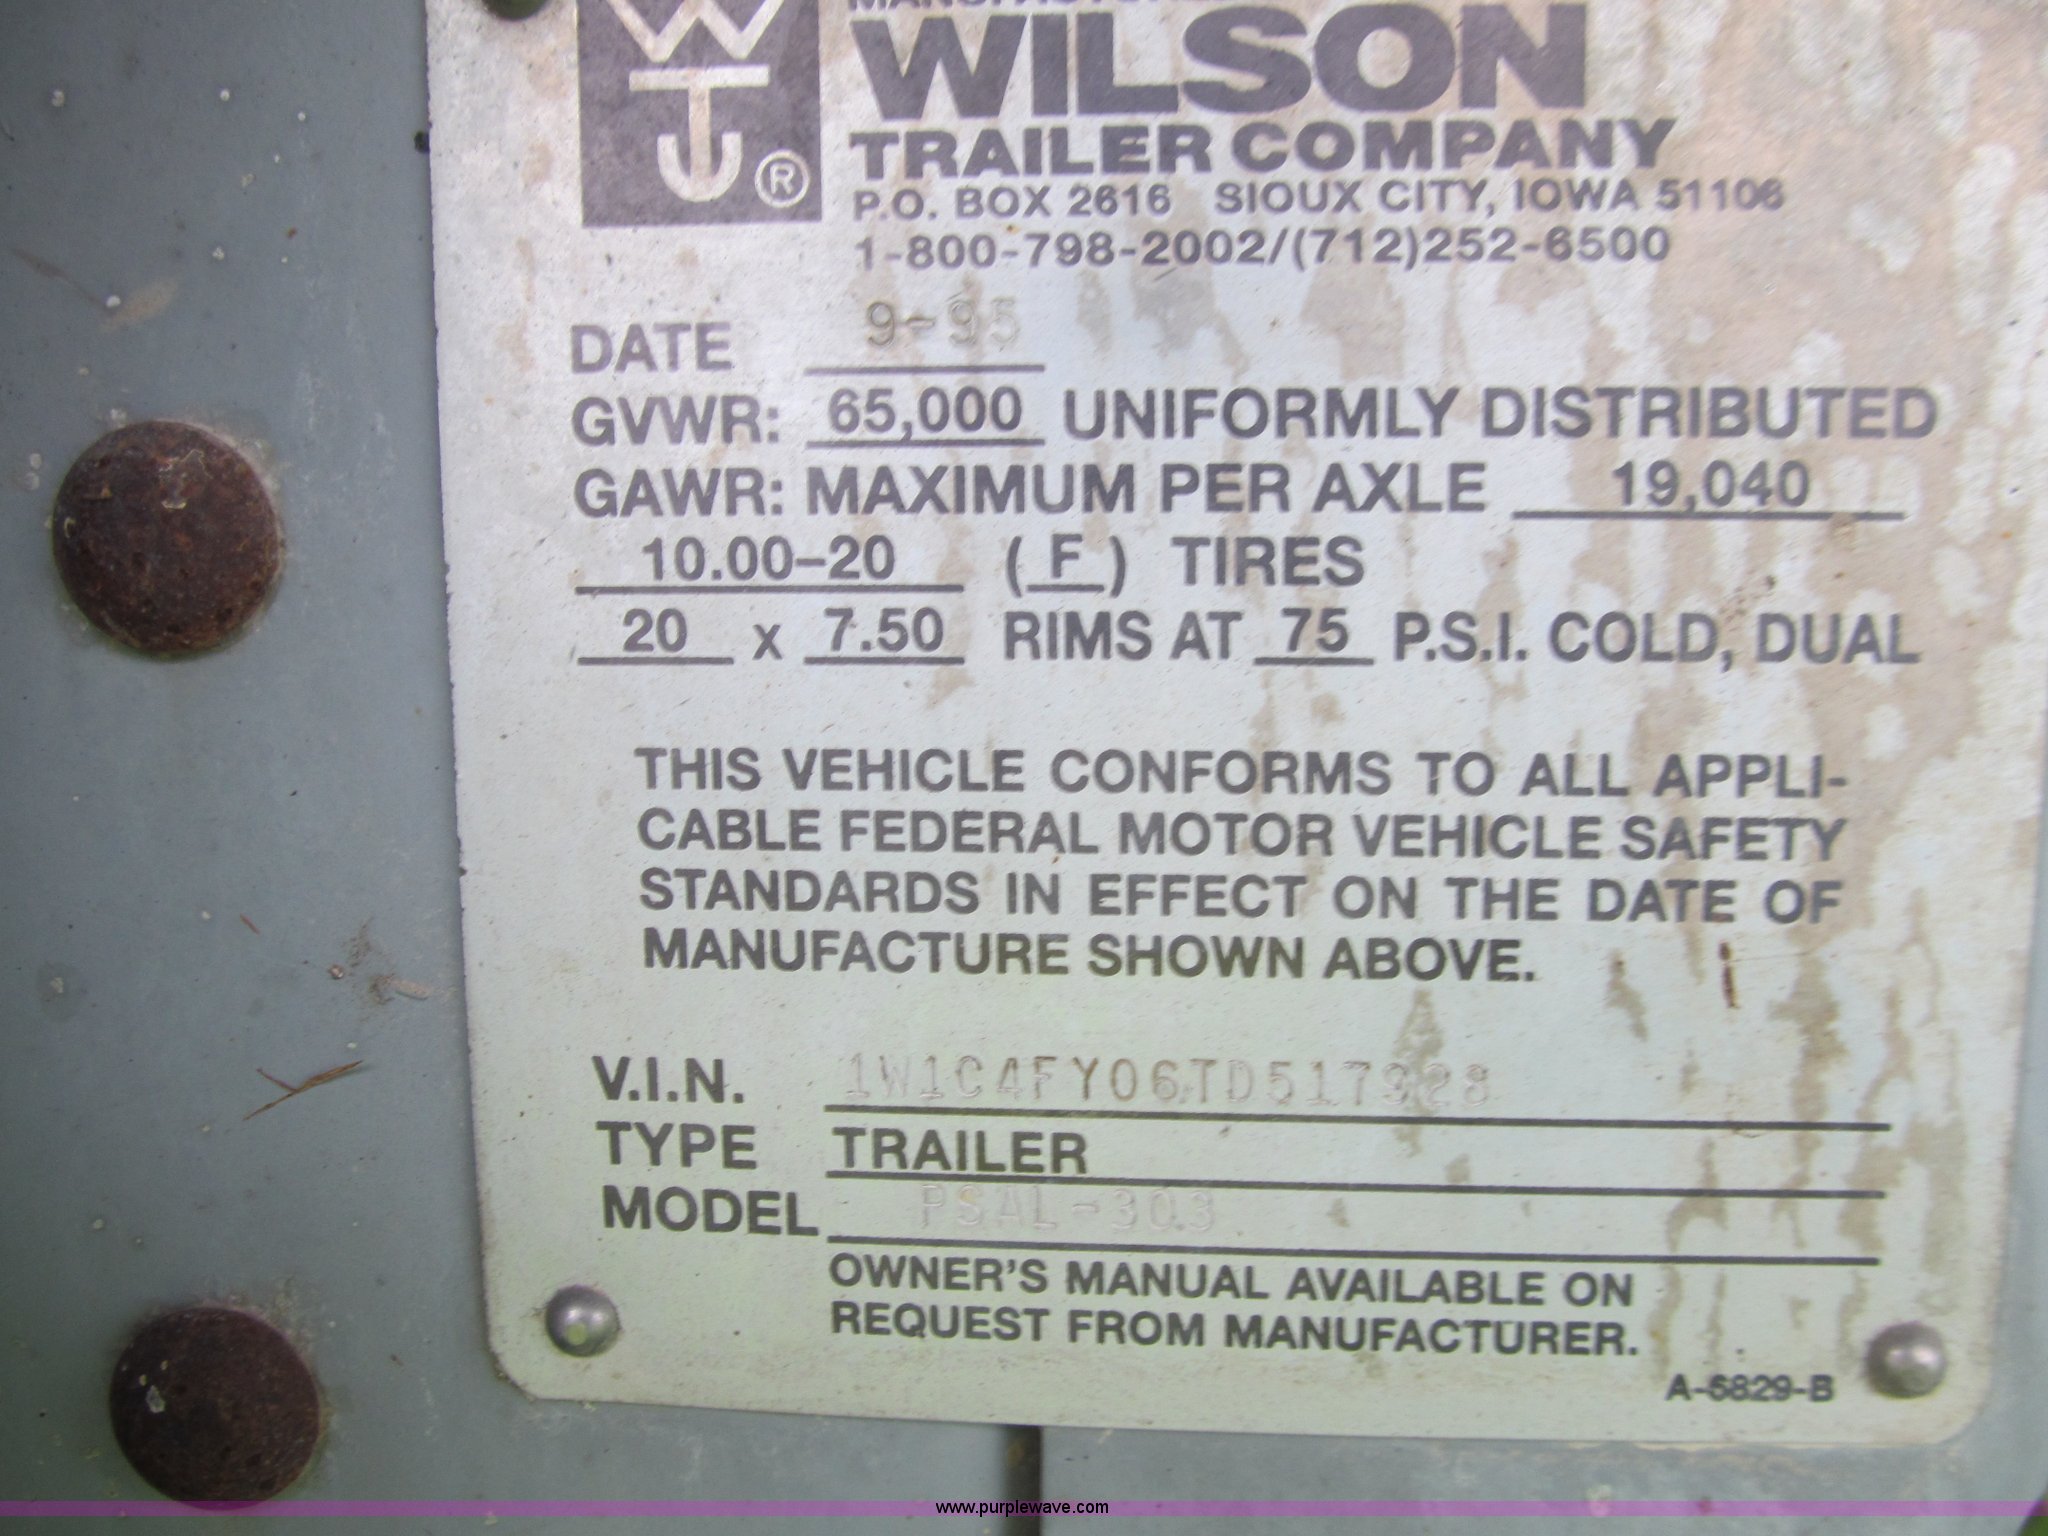 WT
®
WILSON
TRAILER COMPANY
P.O. BOX 2616 SIOUX CITY, IOWA 51106
1-800-798-2002/(712)252-6500
DATE 9-95
GVWR: 65,000 UNIFORMLY DISTRIBUTED
GAWR: MAXIMUM PER AXLE 19,040
10.00-20 (F) TIRES
20 x 7.50 RIMS AT 75 P.S.I. COLD, DUAL
THIS VEHICLE CONFORMS TO ALL APPLI-
CABLE FEDERAL MOTOR VEHICLE SAFETY
STANDARDS IN EFFECT ON THE DATE OF
MANUFACTURE SHOWN ABOVE.
V.I.N. 1W1C4FY06TD517928
TYPE TRAILER
MODEL PSAL-303
OWNER'S MANUAL AVAILABLE ON
REQUEST FROM MANUFACTURER.
A-5829-B
www.purplewave.com